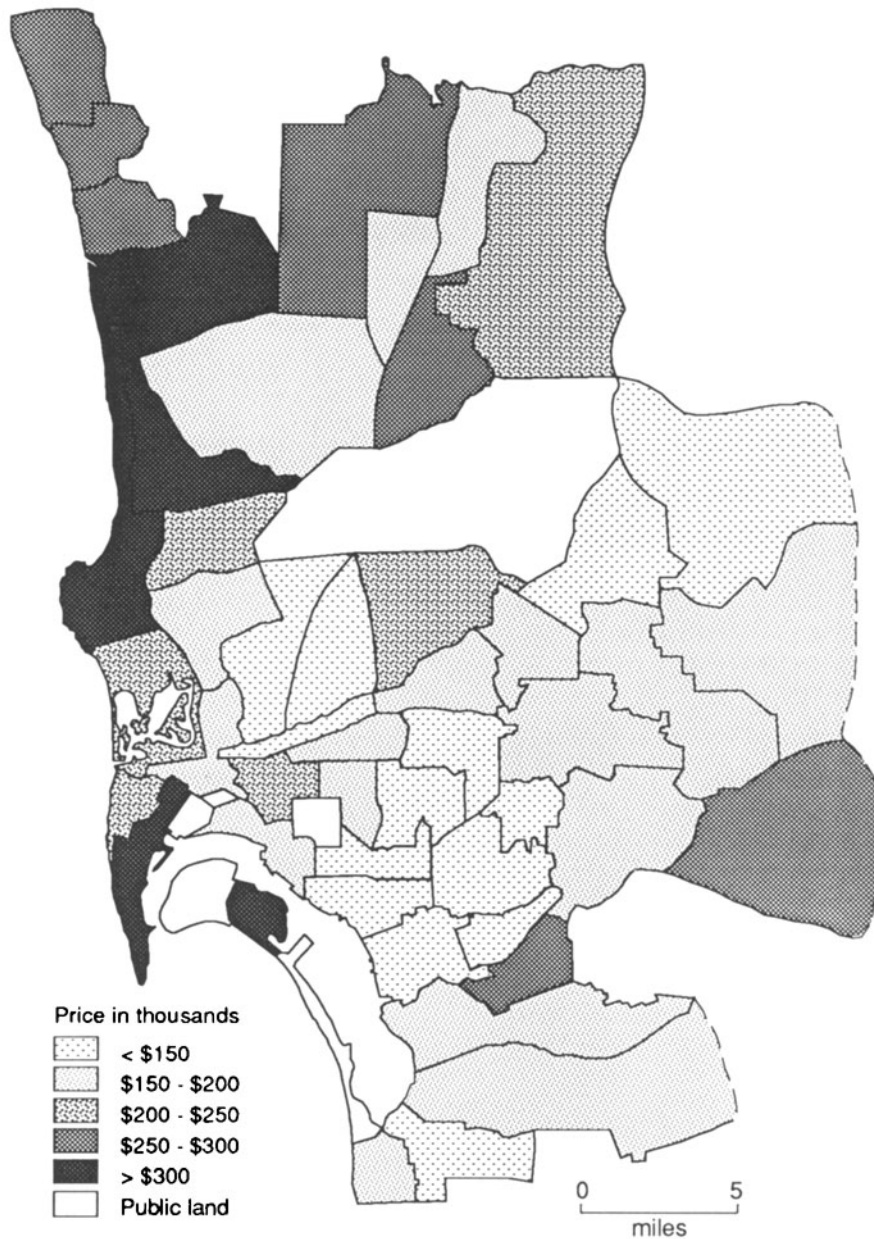 Price in thousands
< $150
$150 - $200
$200 - $250
$250 - $300
> $300
Public land
0 5
miles